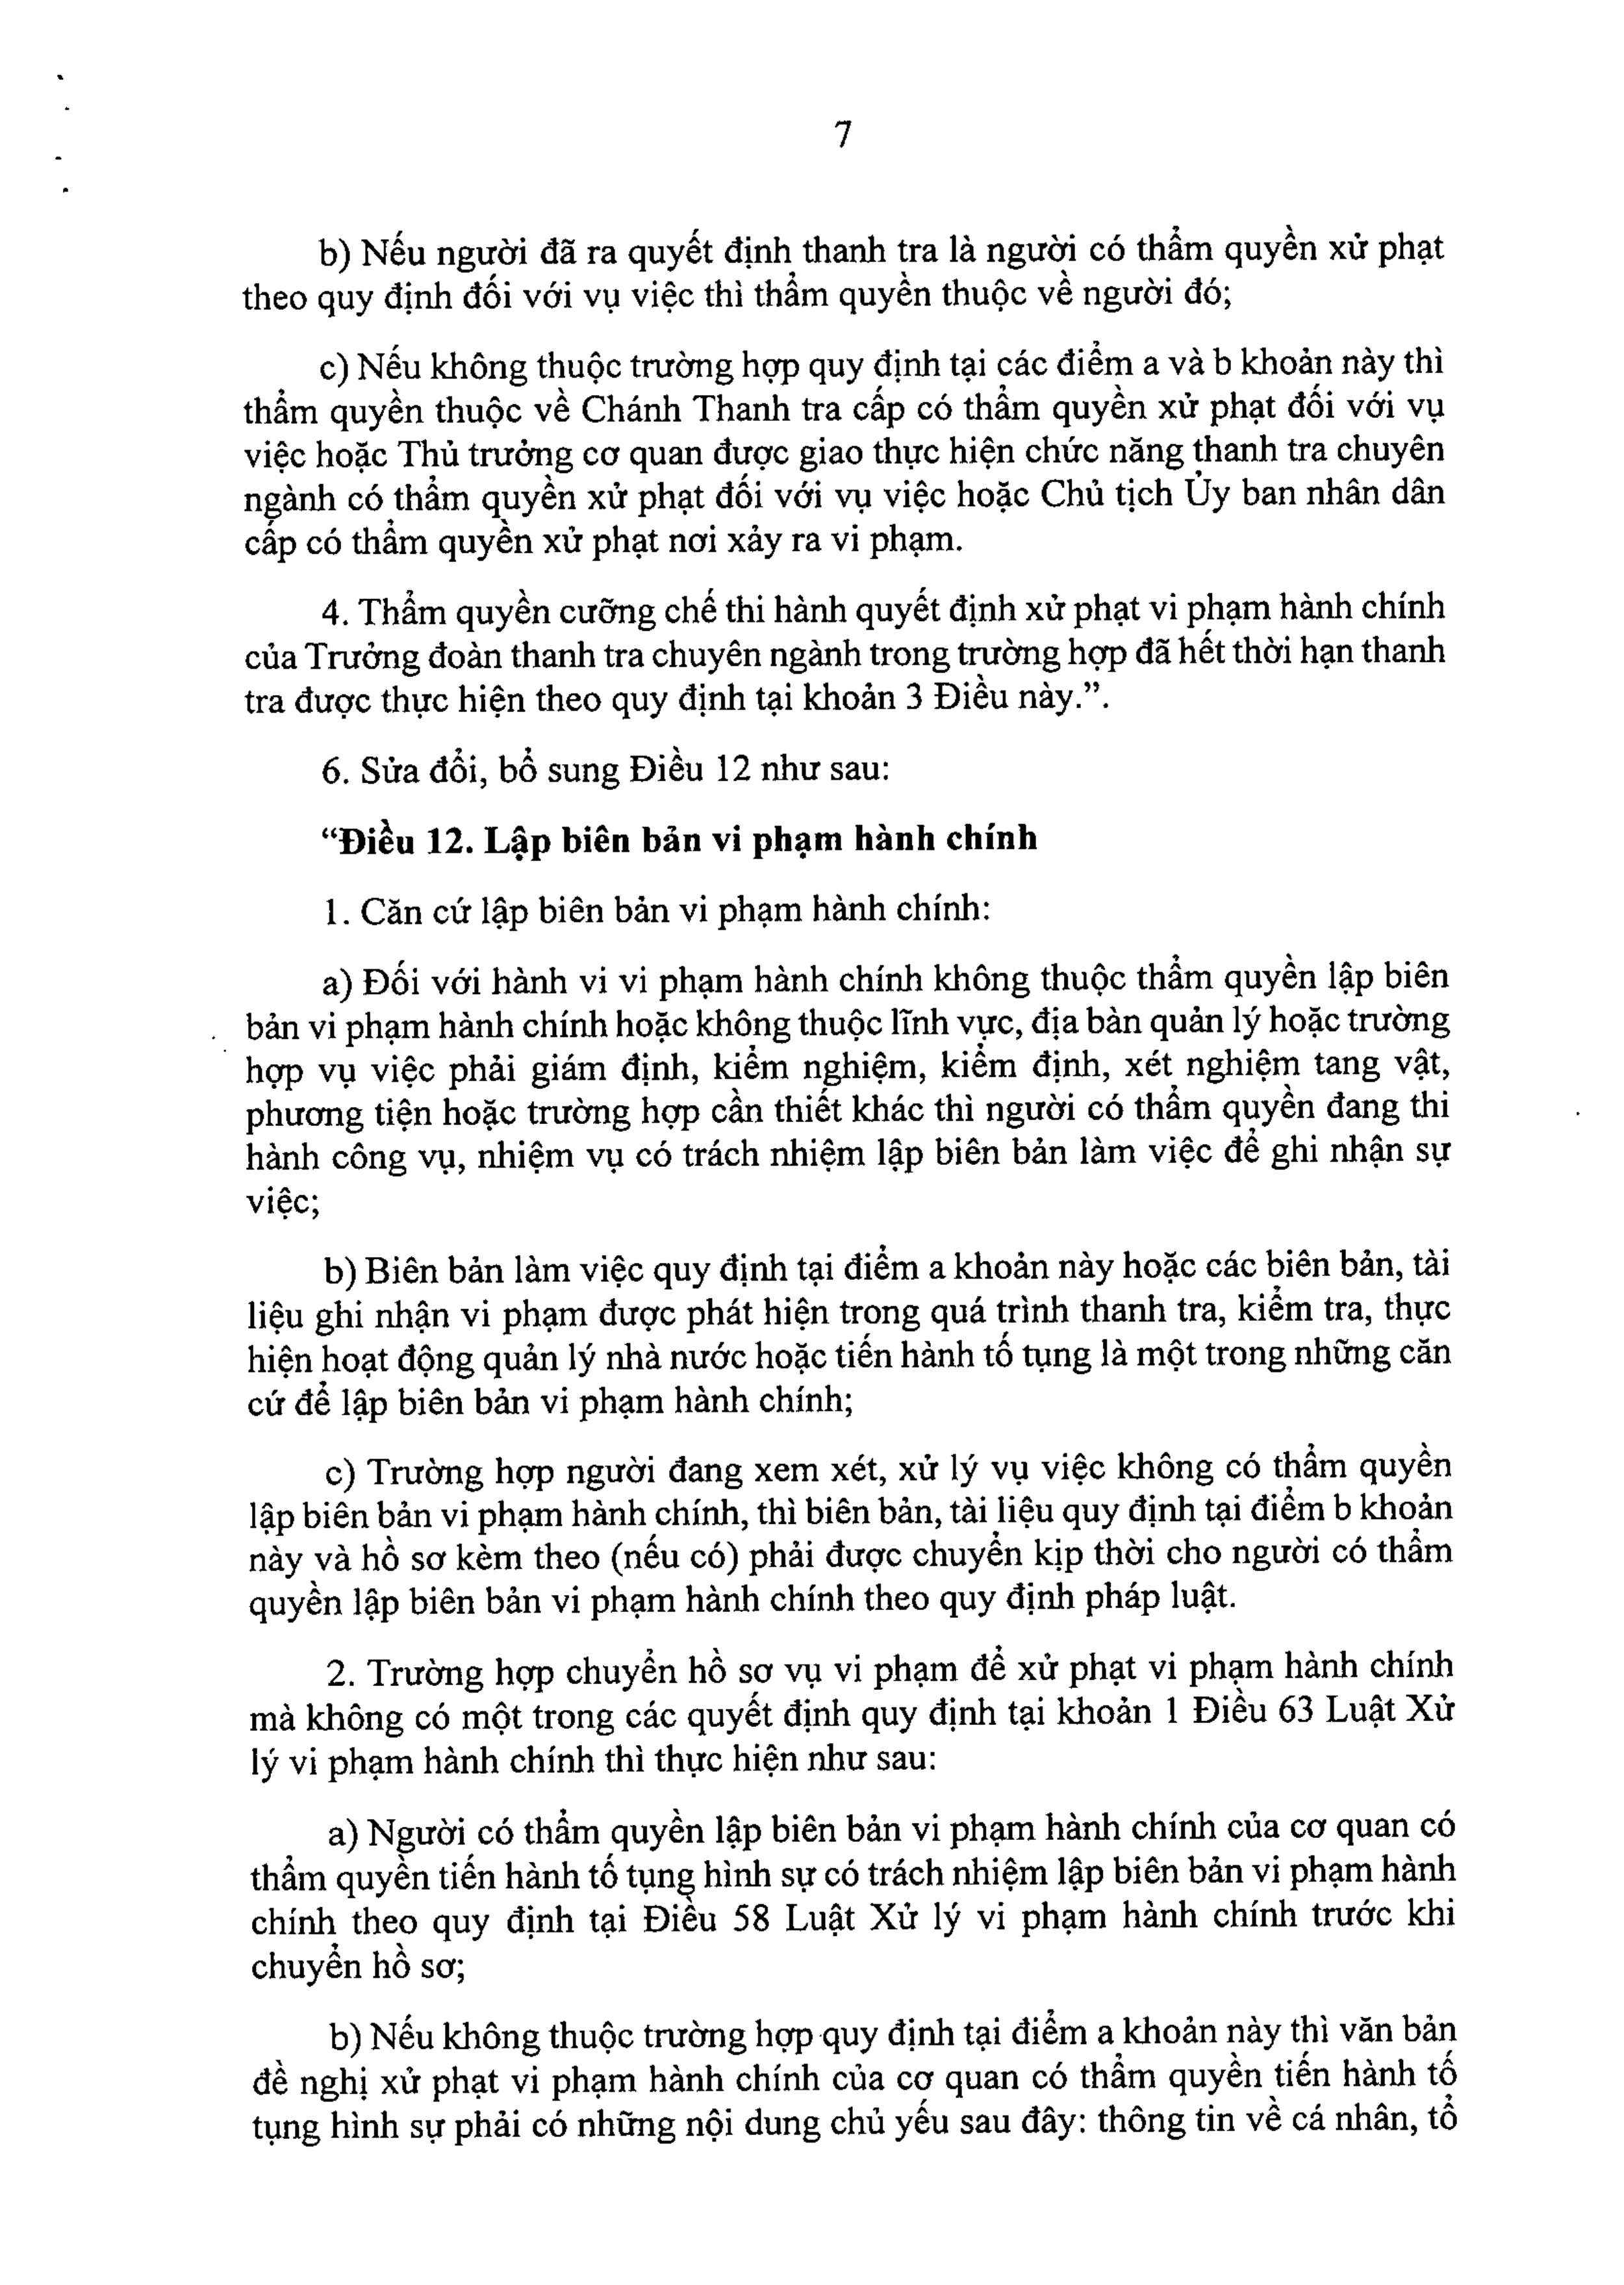 7
b) Nếu người đã ra quyết định thanh tra là người có thẩm quyền xử phạt
theo quy định đối với vụ việc thì thẩm quyền thuộc về người đó;
c) Nếu không thuộc trường hợp quy định tại các điểm a và b khoản này thì
thẩm quyền thuộc về Chánh Thanh tra cấp có thẩm quyền xử phạt đối với vụ
việc hoặc Thủ trưởng cơ quan được giao thực hiện chức năng thanh tra chuyên
ngành có thẩm quyền xử phạt đối với vụ việc hoặc Chủ tịch Ủy ban nhân dân
cấp có thẩm quyền xử phạt nơi xảy ra vi phạm.
4. Thẩm quyền cưỡng chế thi hành quyết định xử phạt vi phạm hành chính
của Trưởng đoàn thanh tra chuyên ngành trong trường hợp đã hết thời hạn thanh
tra được thực hiện theo quy định tại khoản 3 Điều này.”.
6. Sửa đổi, bổ sung Điều 12 như sau:
“Điều 12. Lập biên bản vi phạm hành chính
1. Căn cứ lập biên bản vi phạm hành chính:
a) Đối với hành vi vi phạm hành chính không thuộc thẩm quyền lập biên
bản vi phạm hành chính hoặc không thuộc lĩnh vực, địa bàn quản lý hoặc trường
hợp vụ việc phải giám định, kiểm nghiệm, kiểm định, xét nghiệm tang vật,
phương tiện hoặc trường hợp cần thiết khác thì người có thẩm quyền đang thi
hành công vụ, nhiệm vụ có trách nhiệm lập biên bản làm việc để ghi nhận sự
việc;
b) Biên bản làm việc quy định tại điểm a khoản này hoặc các biên bản, tài
liệu ghi nhận vi phạm được phát hiện trong quá trình thanh tra, kiểm tra, thực
hiện hoạt động quản lý nhà nước hoặc tiến hành tố tụng là một trong những căn
cứ để lập biên bản vi phạm hành chính;
c) Trường hợp người đang xem xét, xử lý vụ việc không có thẩm quyền
lập biên bản vi phạm hành chính, thì biên bản, tài liệu quy định tại điểm b khoản
này và hồ sơ kèm theo (nếu có) phải được chuyển kịp thời cho người có thẩm
quyền lập biên bản vi phạm hành chính theo quy định pháp luật.
2. Trường hợp chuyển hồ sơ vụ vi phạm để xử phạt vi phạm hành chính
mà không có một trong các quyết định quy định tại khoản 1 Điều 63 Luật Xử
lý vi phạm hành chính thì thực hiện như sau:
a) Người có thẩm quyền lập biên bản vi phạm hành chính của cơ quan có
thẩm quyền tiến hành tố tụng hình sự có trách nhiệm lập biên bản vi phạm hành
chính theo quy định tại Điều 58 Luật Xử lý vi phạm hành chính trước khi
chuyển hồ sơ;
b) Nếu không thuộc trường hợp quy định tại điểm a khoản này thì văn bản
đề nghị xử phạt vi phạm hành chính của cơ quan có thẩm quyền tiến hành tố
tụng hình sự phải có những nội dung chủ yếu sau đây: thông tin về cá nhân, tổ